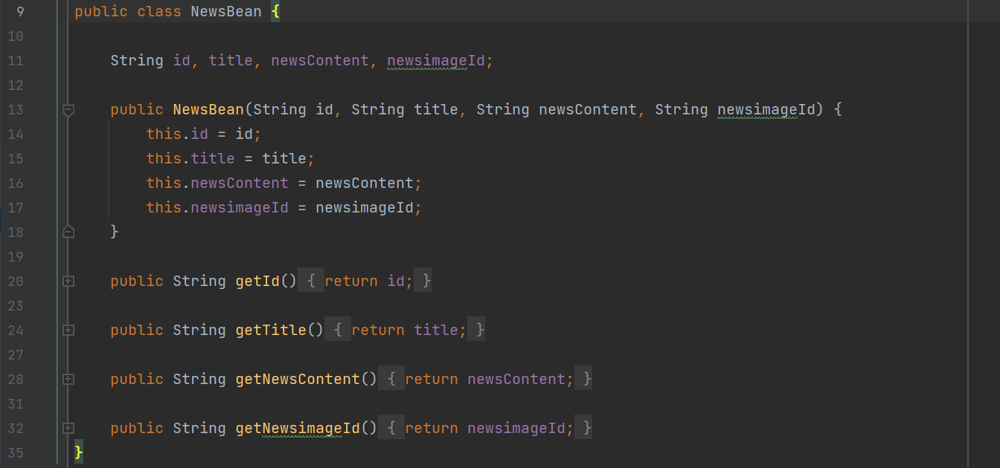 9 public class NewsBean {
10
11 String id, title, newsContent, newsimageId;
12
13 public NewsBean(String id, String title, String newsContent, String newsimageId) {
14 this.id = id;
15 this.title = title;
16 this.newsContent = newsContent;
17 this.newsimageId = newsimageId;
18 }
19
20 public String getId() { return id; }
23
24 public String getTitle() { return title; }
27
28 public String getNewsContent() { return newsContent; }
31
32 public String getNewsimageId() { return newsimageId; }
35 }